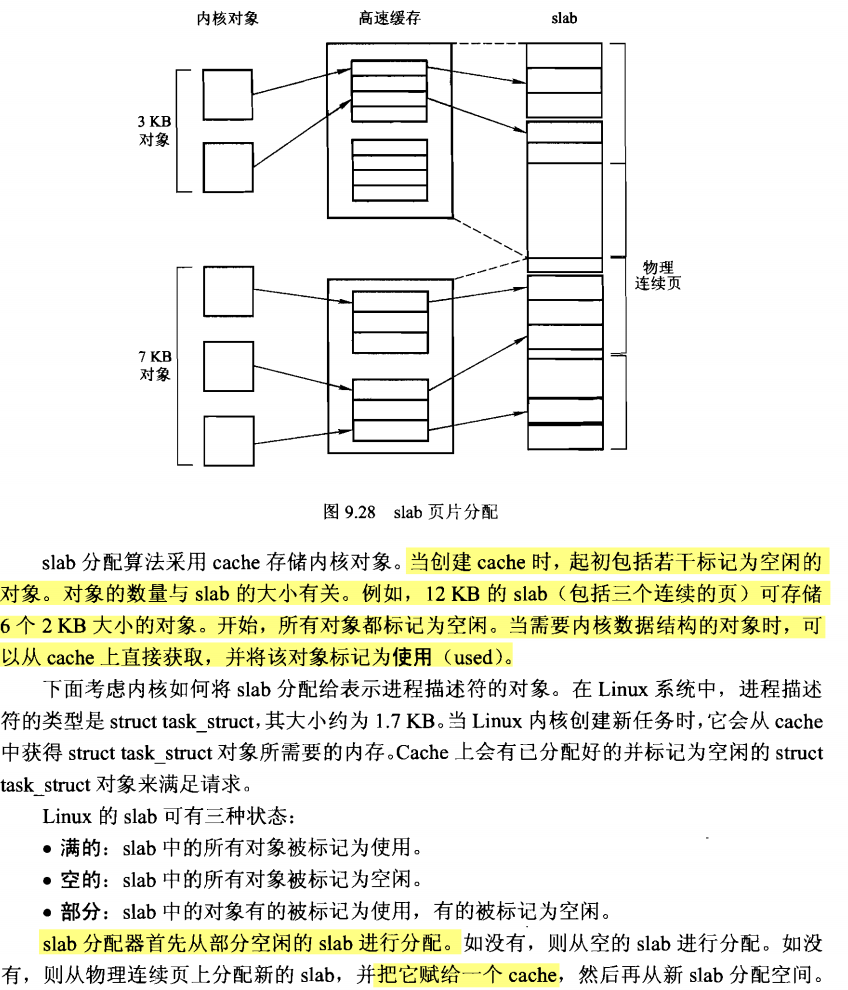 内核对象
高速缓存
slab
3 KB
对象
物理
连续页
7 KB
对象
图 9.28 slab 页片分配
slab 分配算法采用 cache 存储内核对象。当创建 cache 时，起初包括若干标记为空闲的
对象。对象的数量与 slab 的大小有关。例如，12 KB 的 slab（包括三个连续的页）可存储
6 个 2 KB 大小的对象。开始，所有对象都标记为空闲。当需要内核数据结构的对象时，可
以从 cache 上直接获取，并将该对象标记为使用（used）。
下面考虑内核如何将 slab 分配给表示进程描述符的对象。在 Linux 系统中，进程描述
符的类型是 struct task_struct，其大小约为 1.7 KB。当 Linux 内核创建新任务时，它会从 cache
中获得 struct task_struct 对象所需要的内存。Cache 上会有已分配好的并标记为空闲的 struct
task_struct 对象来满足请求。
Linux 的 slab 可有三种状态：
• 满的：slab 中的所有对象被标记为使用。
• 空的：slab 中的所有对象被标记为空闲。
• 部分：slab 中的对象有的被标记为使用，有的被标记为空闲。
slab 分配器首先从部分空闲的 slab 进行分配。如没有，则从空的 slab 进行分配。如没
有，则从物理连续页上分配新的 slab，并把它赋给一个 cache，然后再从新 slab 分配空间。